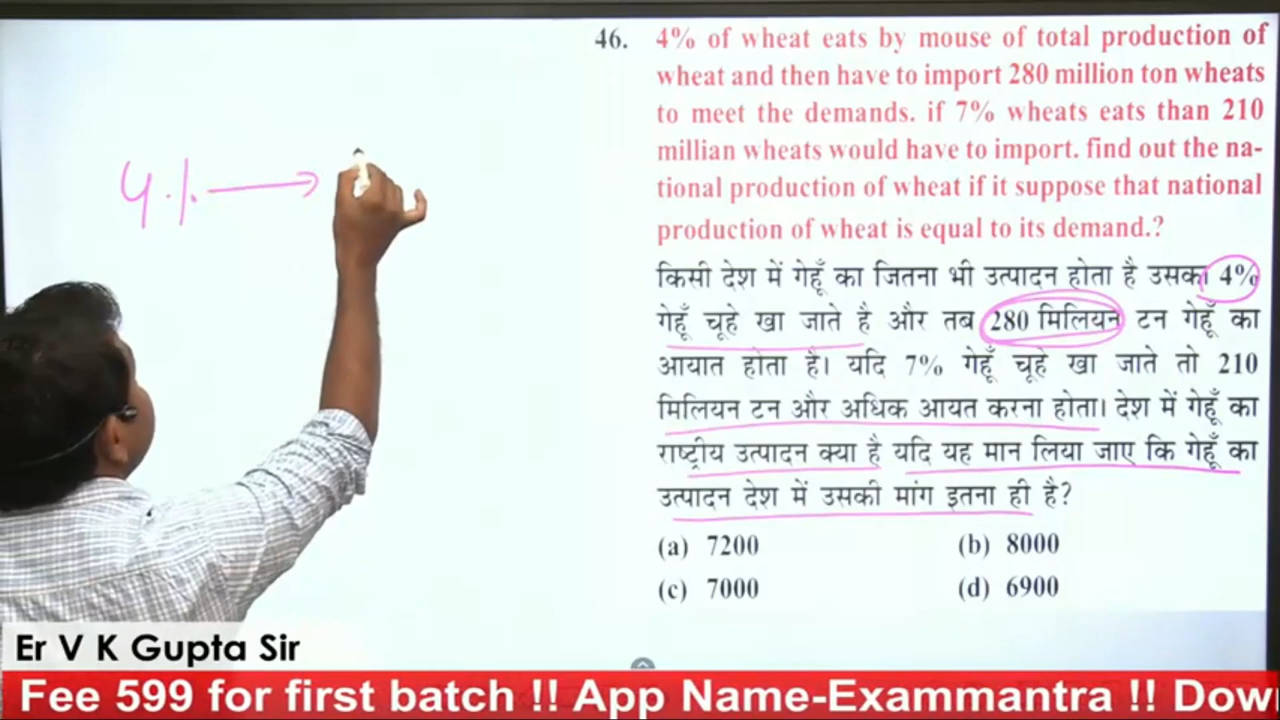 4%
46. 4% of wheat eats by mouse of total production of
wheat and then have to import 280 million ton wheats
to meet the demands. if 7% wheats eats than 210
millian wheats would have to import. find out the na-
tional production of wheat if it suppose that national
production of wheat is equal to its demand.?
किसी देश में गेहूँ का जितना भी उत्पादन होता है उसका 4%
गेहूँ चूहे खा जाते है और तब 280 मिलियन टन गेहूँ का
आयात होता है। यदि 7% गेहूँ चूहे खा जाते तो 210
मिलियन टन और अधिक आयत करना होता। देश में गेहूँ का
राष्ट्रीय उत्पादन क्या है यदि यह मान लिया जाए कि गेहूँ का
उत्पादन देश में उसकी मांग इतना ही है?
(a) 7200 (b) 8000
(c) 7000 (d) 6900
Er V K Gupta Sir
Fee 599 for first batch !! App Name-Exammantra !!